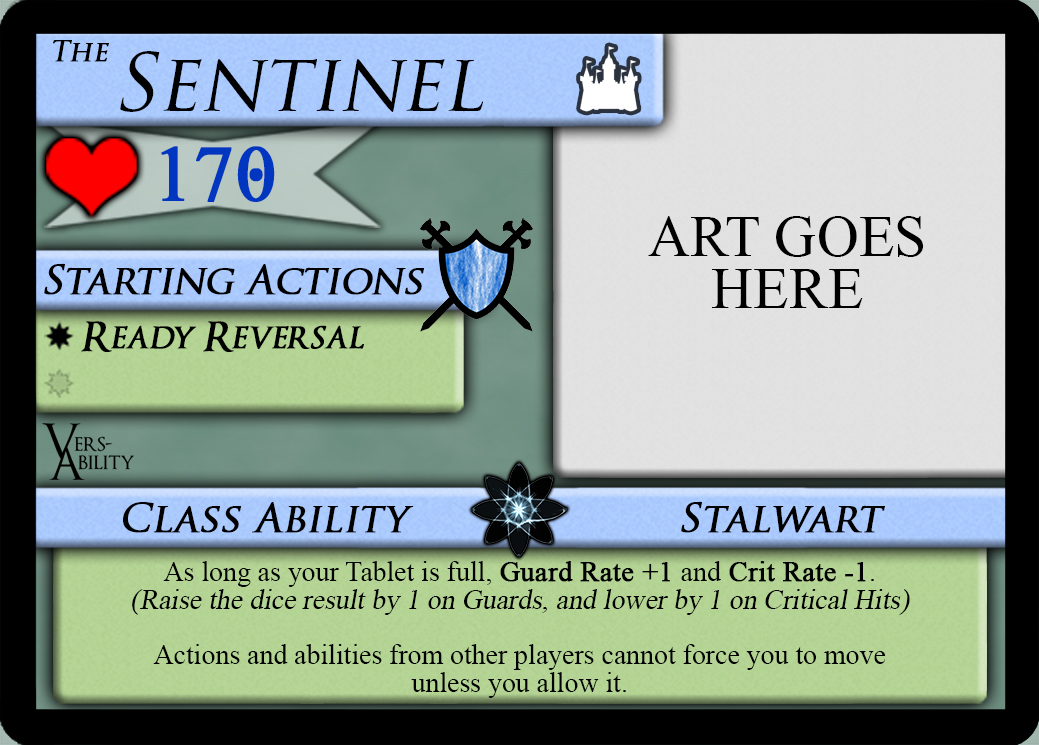 The
Sentinel
170
Starting Actions
Ready Reversal
Vers-
Ability
ART GOES
HERE
Class Ability
Stalwart
As long as your Tablet is full, Guard Rate +1 and Crit Rate -1.
(Raise the dice result by 1 on Guards, and lower by 1 on Critical Hits)
Actions and abilities from other players cannot force you to move
unless you allow it.